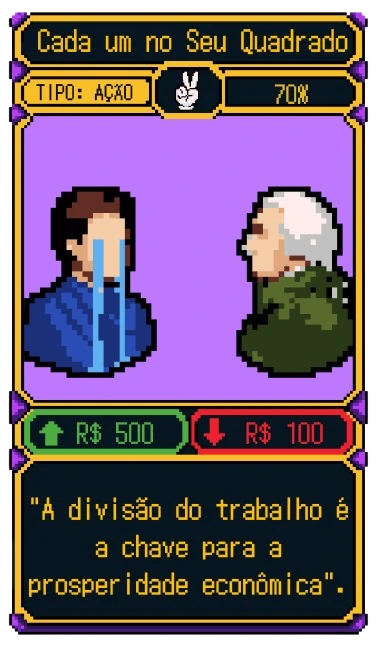 Cada um no Seu Quadrado
TIPO: AÇÃO
70%
R$ 500
R$ 100
"A divisão do trabalho é
a chave para a
prosperidade econômica".